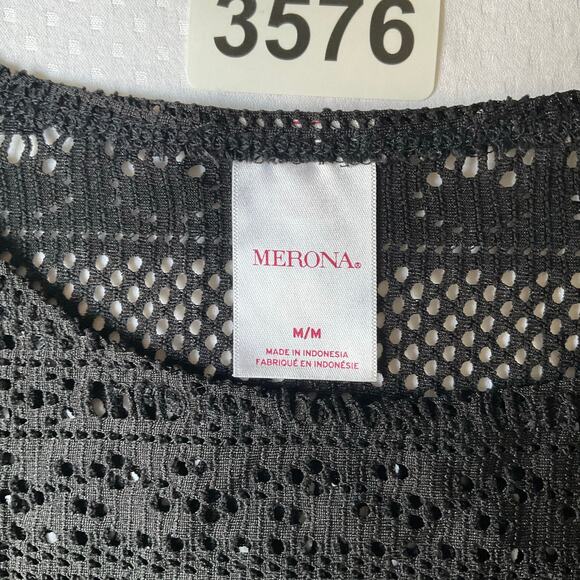 3576
MERONA®
M/M
MADE IN INDONESIA
FABRIQUÉ EN INDONÉSIE